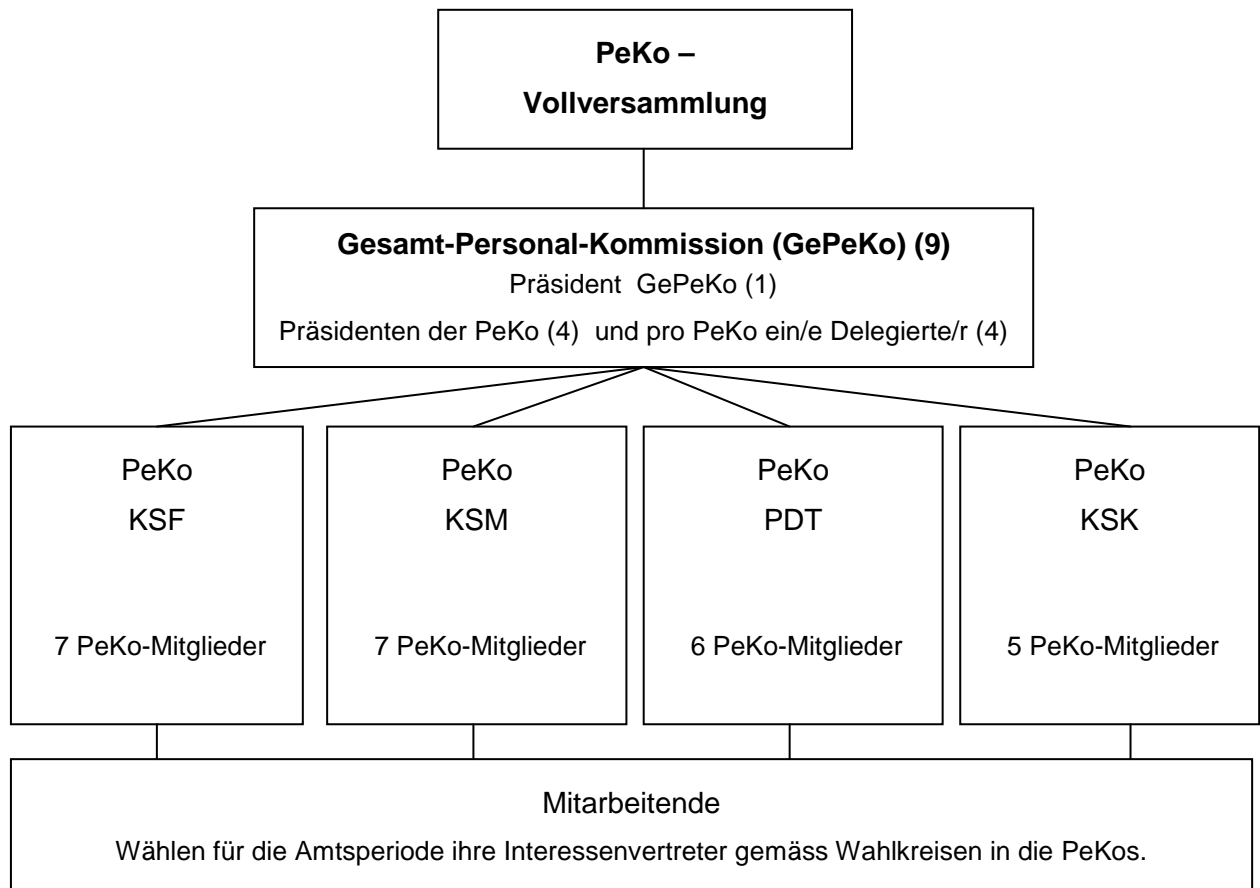 PeKo –
Vollversammlung
Gesamt-Personal-Kommission (GePeKo) (9)
Präsident GePeKo (1)
Präsidenten der PeKo (4) und pro PeKo ein/e Delegierte/r (4)
PeKo
KSF
7 PeKo-Mitglieder
PeKo
KSM
7 PeKo-Mitglieder
PeKo
PDT
6 PeKo-Mitglieder
PeKo
KSK
5 PeKo-Mitglieder
Mitarbeitende
Wählen für die Amtsperiode ihre Interessenvertreter gemäss Wahlkreisen in die PeKos.